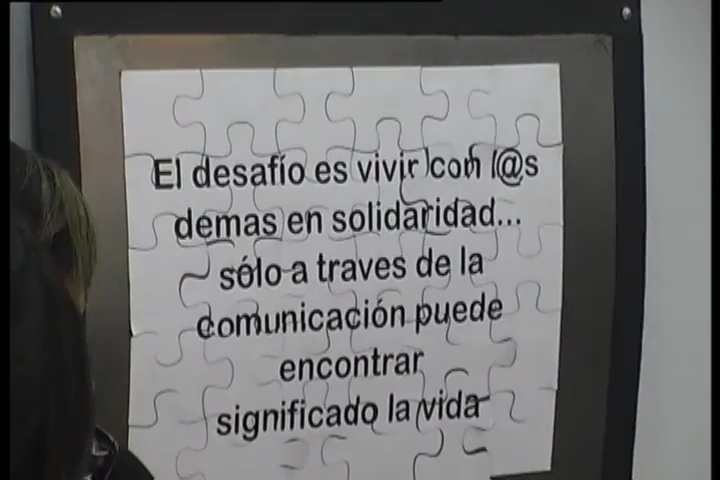 El desafío es vivir con l@s
demas en solidaridad...
sólo a traves de la
comunicación puede
encontrar
significado la vida